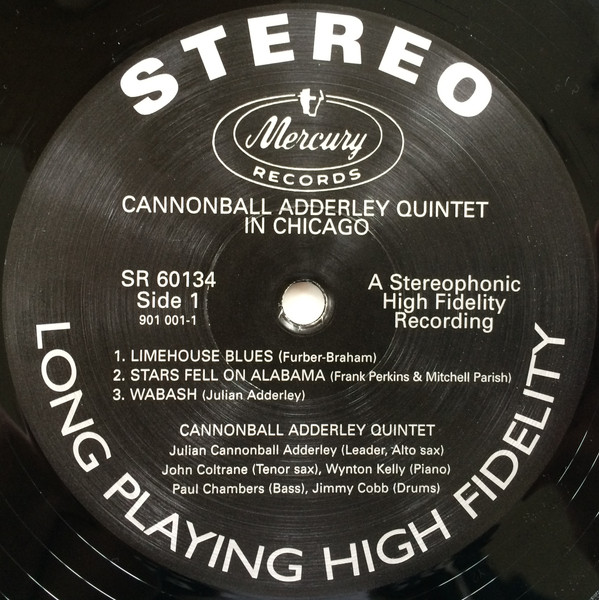 STEREO
Mercury
RECORDS
CANNONBALL ADDERLEY QUINTET
IN CHICAGO
SR 60134
Side 1
901 001-1
A Stereophonic
High Fidelity
Recording
1. LIMEHOUSE BLUES (Furber-Braham)
2. STARS FELL ON ALABAMA (Frank Perkins & Mitchell Parish)
3. WABASH (Julian Adderley)
CANNONBALL ADDERLEY QUINTET
Julian Cannonball Adderley (Leader, Alto sax)
John Coltrane (Tenor sax), Wynton Kelly (Piano)
Paul Chambers (Bass), Jimmy Cobb (Drums)
LONG PLAYING HIGH FIDELITY